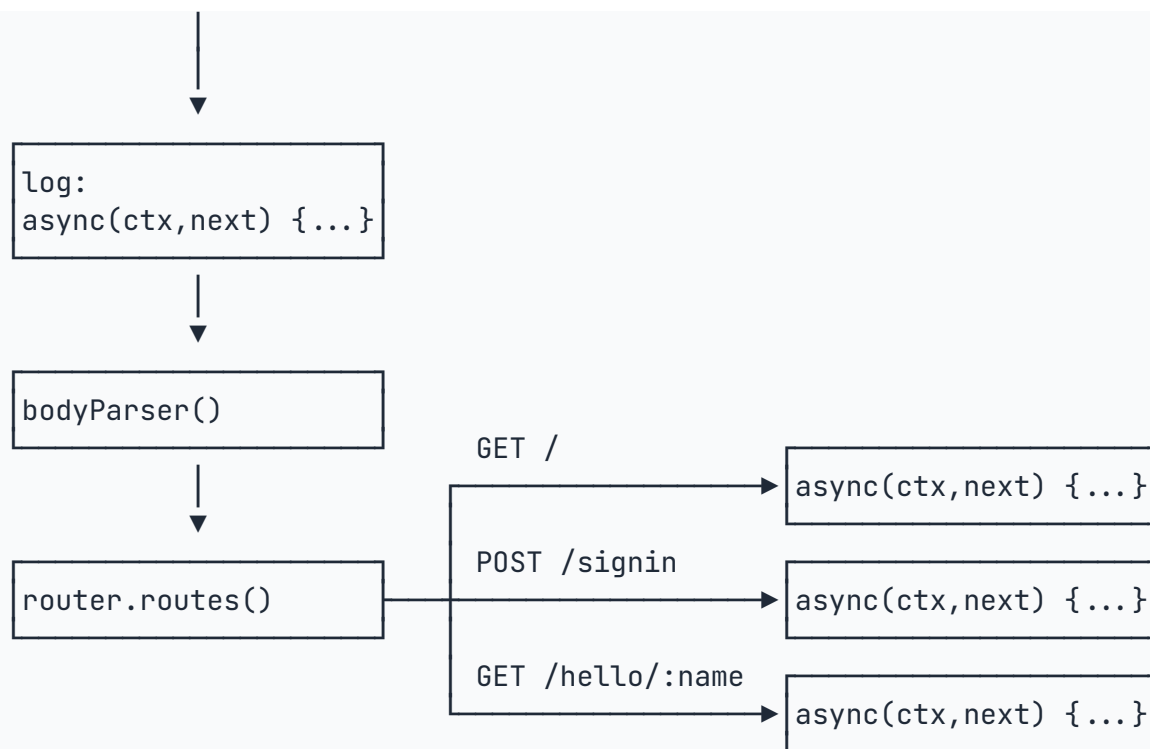 log:
async(ctx,next) {...}
bodyParser()
GET /
async(ctx,next) {...}
POST /signin
router.routes()
async(ctx,next) {...}
GET /hello/:name
async(ctx,next) {...}